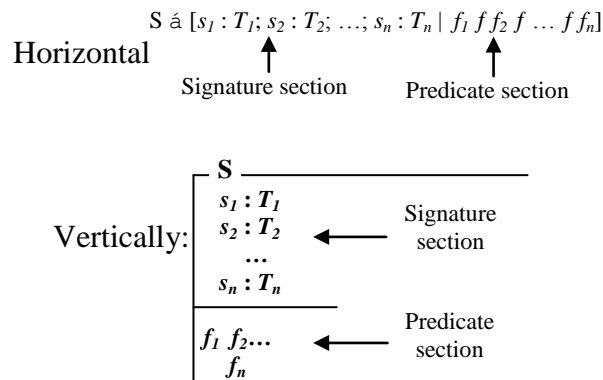 S á [s1 : T1; s2 : T2; …; sn : Tn | f1 f f2 f … f fn]
Horizontal
Signature section
Predicate section
S
s1 : T1
s2 : T2
…
sn : Tn
Vertically:
Signature
section
f1 f2…
fn
Predicate
section